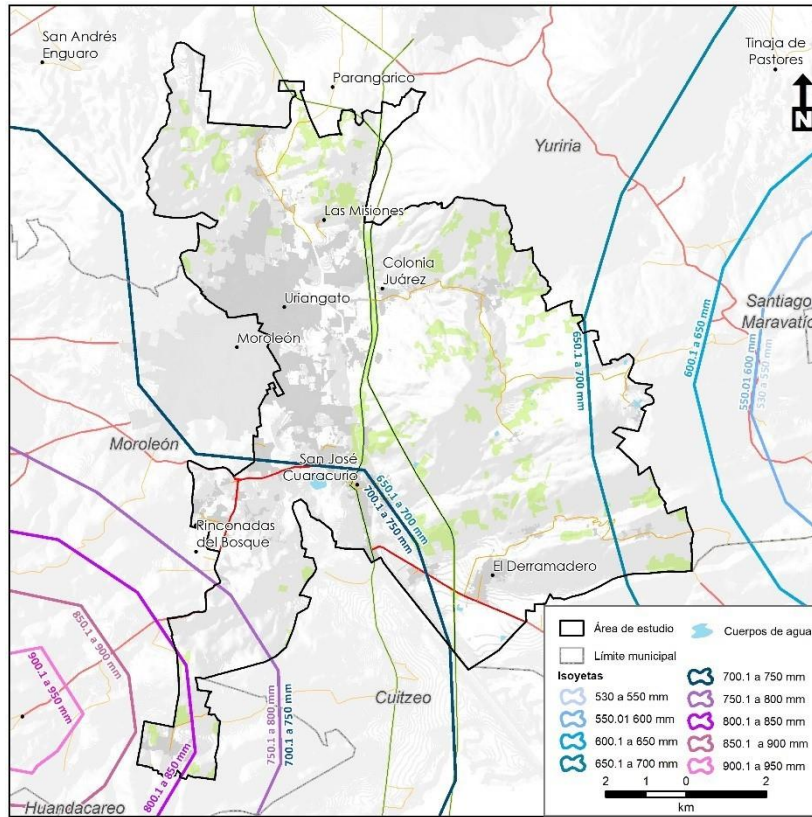 San Andrés
Enguaro
Parangarico
Tinaja de
Pastores
N
Yuriria
Las Misiones
Colonia
Juárez
Uriangato
Moroleón
Santiago
Maravatío
650.1 a 700 mm
600.1 a 650 mm
550.01 600 mm
530 a 550 mm
Moroleón
San José
Cuaracurio
650.1 a 700 mm
700.1 a 750 mm
Rinconadas
del Bosque
El Derramadero
850.1 a 900 mm
900.1 a 950 mm
750.1 a 800 mm
700.1 a 750 mm
800.1 a 850 mm
Cuitzeo
Huandacareo
Área de estudio
Cuerpos de agua
Límite municipal
Isoyetas
530 a 550 mm
550.01 600 mm
600.1 a 650 mm
650.1 a 700 mm
700.1 a 750 mm
750.1 a 800 mm
800.1 a 850 mm
850.1 a 900 mm
900.1 a 950 mm
2 1 0 2
km